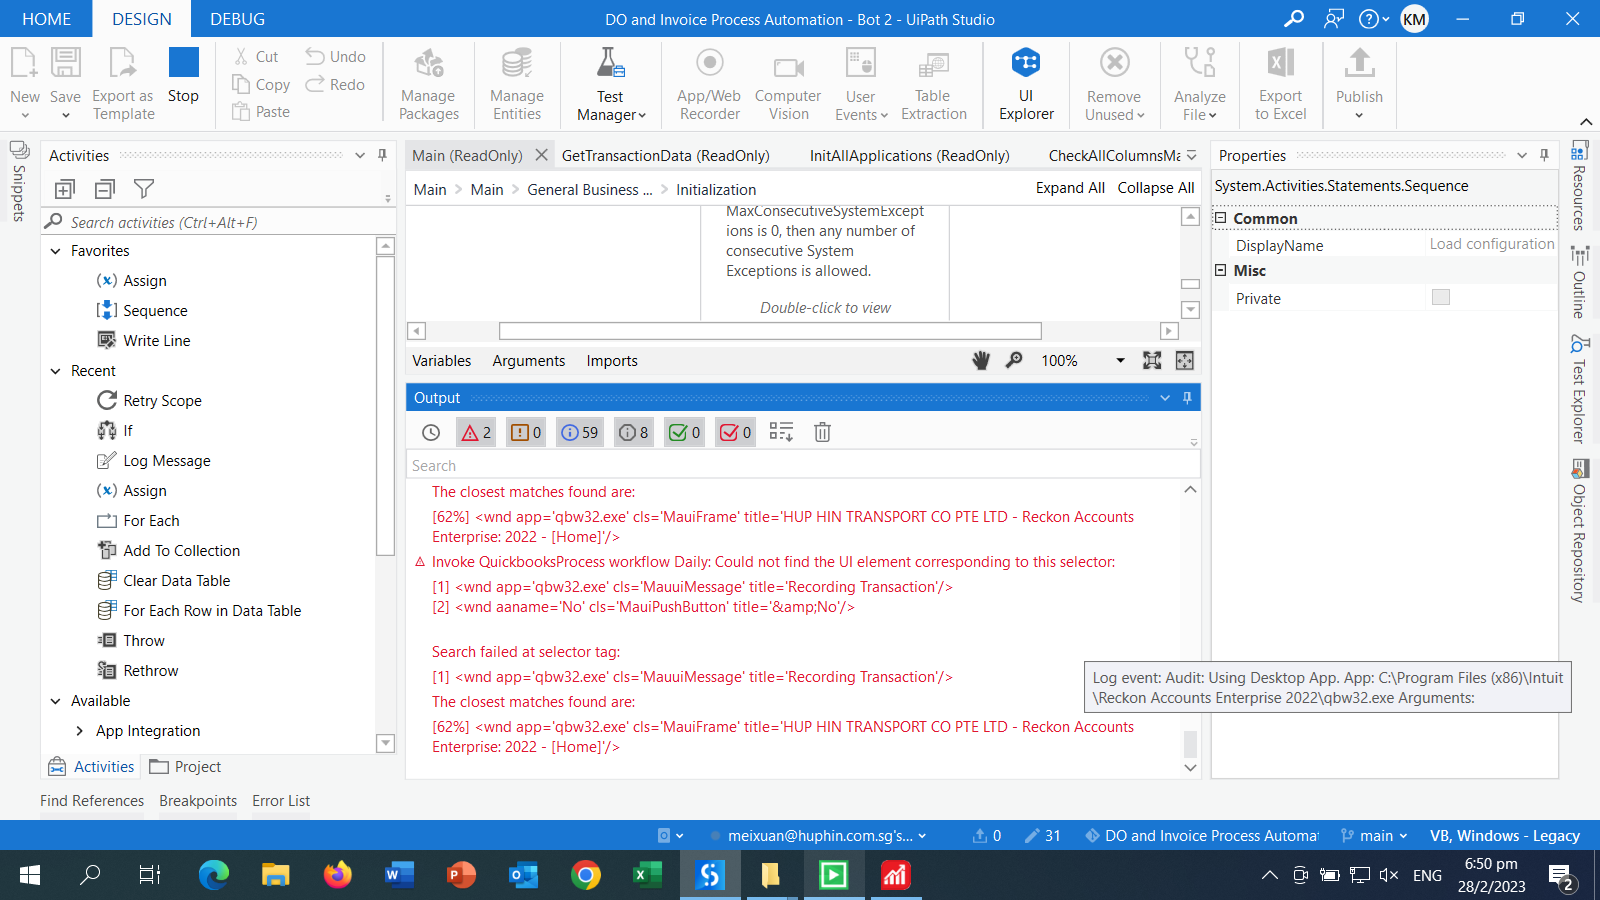 HOME
DESIGN
DEBUG
DO and Invoice Process Automation - Bot 2 - UiPath Studio
KM
New
Save
Export as
Template
Stop
Cut
Copy
Paste
Undo
Redo
Manage
Packages
Manage
Entities
Test
Manager
App/Web
Recorder
Computer
Vision
User
Events
Table
Extraction
UI
Explorer
Remove
Unused
Analyze
File
Export
to Excel
Publish
Snippets
Activities
Search activities (Ctrl+Alt+F)
Favorites
Assign
Sequence
Write Line
Recent
Retry Scope
If
Log Message
Assign
For Each
Add To Collection
Clear Data Table
For Each Row in Data Table
Throw
Rethrow
Available
App Integration
Activities
Project
Main (ReadOnly)
GetTransactionData (ReadOnly)
InitAllApplications (ReadOnly)
CheckAllColumnsMa
Main > Main > General Business ... > Initialization
Expand All
Collapse All
MaxConsecutiveSystemExcept
ions is 0, then any number of
consecutive System
Exceptions is allowed.
Double-click to view
Variables
Arguments
Imports
100%
Output
2
0
59
8
0
0
Search
The closest matches found are:
[62%] <wnd app='qbw32.exe' cls='MauiFrame' title='HUP HIN TRANSPORT CO PTE LTD - Reckon Accounts
Enterprise: 2022 - [Home]'/>
Invoke QuickbooksProcess workflow Daily: Could not find the UI element corresponding to this selector:
[1] <wnd app='qbw32.exe' cls='MauuiMessage' title='Recording Transaction'/>
[2] <wnd aaname='No' cls='MauiPushButton' title='&amp;No'/>
Search failed at selector tag:
[1] <wnd app='qbw32.exe' cls='MauuiMessage' title='Recording Transaction'/>
The closest matches found are:
[62%] <wnd app='qbw32.exe' cls='MauiFrame' title='HUP HIN TRANSPORT CO PTE LTD - Reckon Accounts
Enterprise: 2022 - [Home]'/>
Properties
System.Activities.Statements.Sequence
Common
DisplayName
Load configuration
Misc
Private
Log event: Audit: Using Desktop App. App: C:\Program Files (x86)\Intuit
\Reckon Accounts Enterprise 2022\qbw32.exe Arguments:
Resources
Outline
Test Explorer
Object Repository
Find References
Breakpoints
Error List
meixuan@huphin.com.sg's...
0
31
DO and Invoice Process Automat
main
VB, Windows - Legacy
ENG
6:50 pm
28/2/2023
2